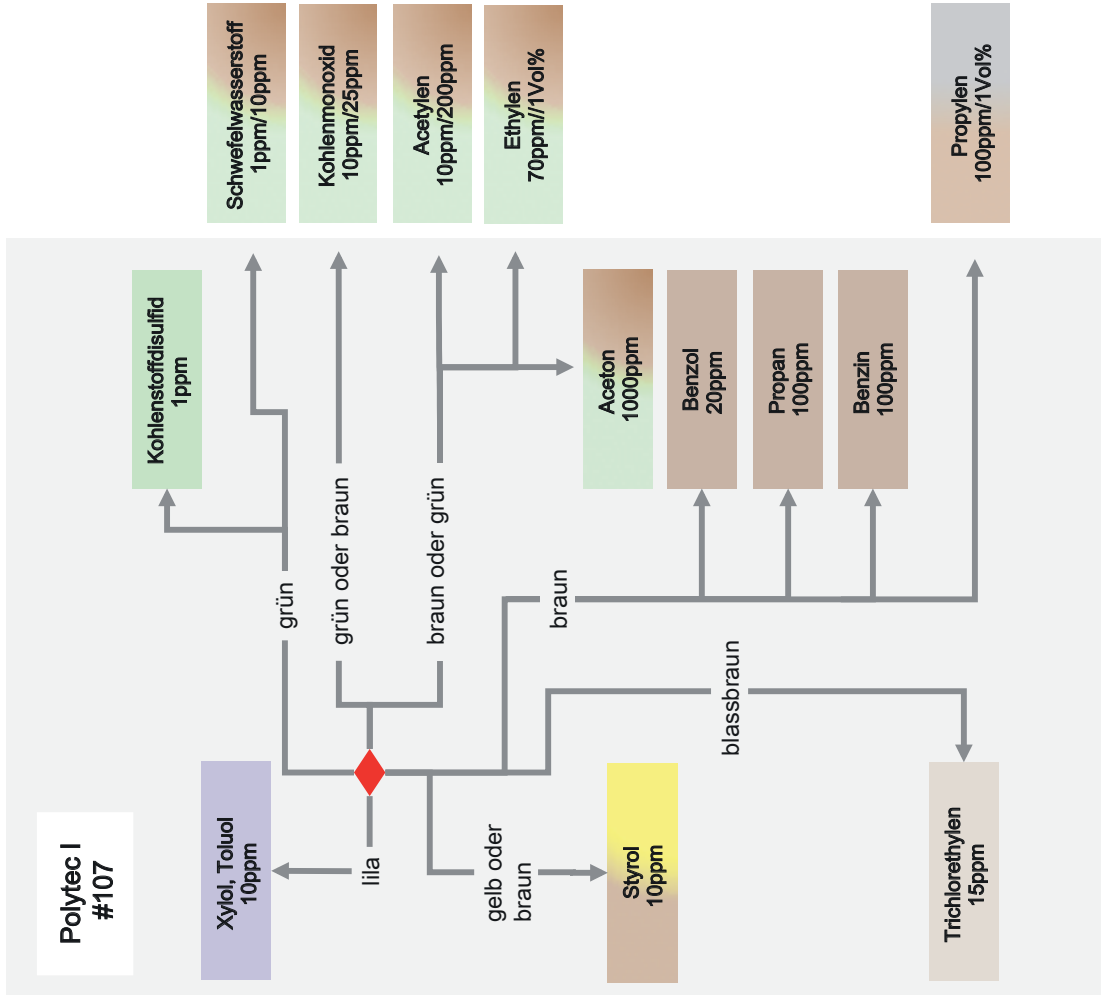 Polytec I
#107
Xylol, Toluol
10ppm
lila
gelb oder
braun
Styrol
10ppm
Trichlorethylen
15ppm
grün
grün oder braun
braun oder grün
braun
blassbraun
Kohlenstoffdisulfid
1ppm
Aceton
1000ppm
Benzol
20ppm
Propan
100ppm
Benzin
100ppm
Schwefelwasserstoff
1ppm/10ppm
Kohlenmonoxid
10ppm/25ppm
Acetylen
10ppm/200ppm
Ethylen
70ppm//1Vol%
Propylen
100ppm/1Vol%